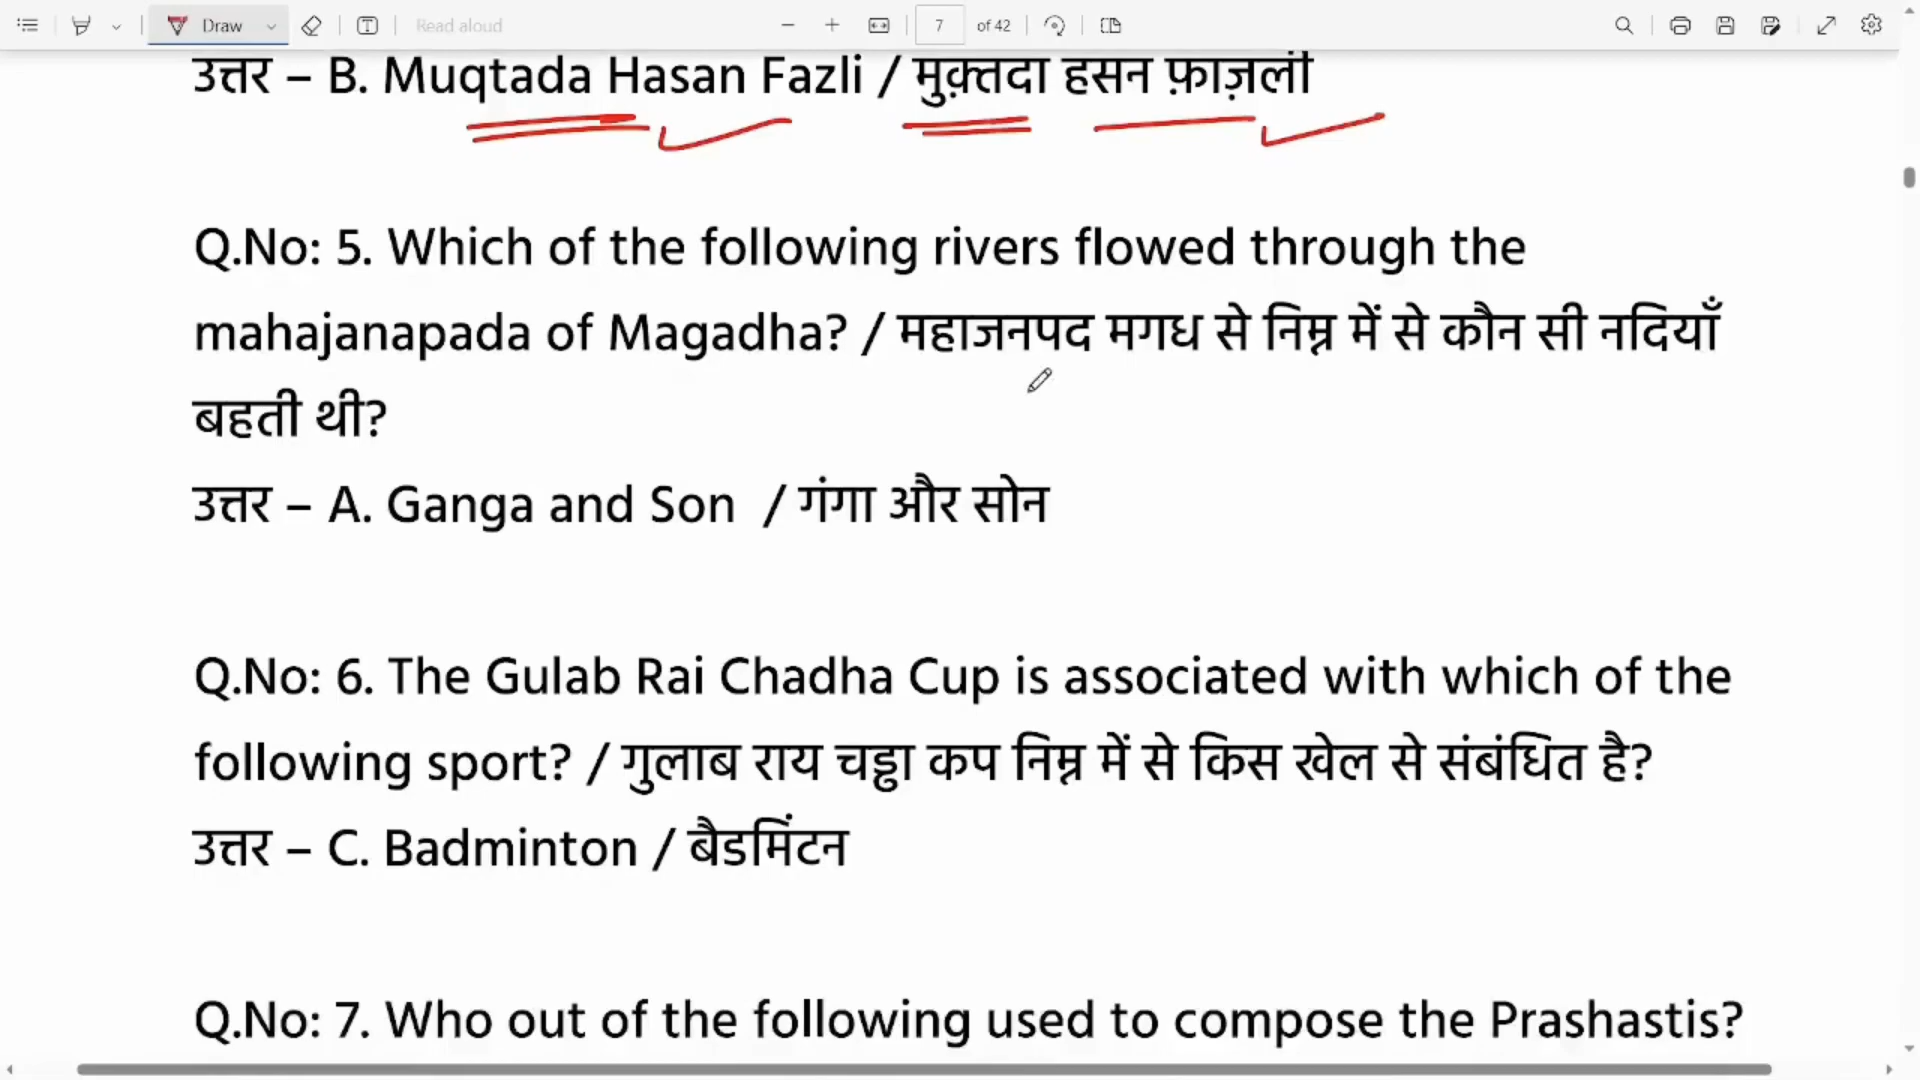 Draw
Read aloud
7
of 42
उत्तर – B. Muqtada Hasan Fazli / मुक़्तदा हसन फ़ाज़ली
Q.No: 5. Which of the following rivers flowed through the
mahajanapada of Magadha? / महाजनपद मगध से निम्न में से कौन सी नदियाँ
बहती थी?
उत्तर – A. Ganga and Son / गंगा और सोन
Q.No: 6. The Gulab Rai Chadha Cup is associated with which of the
following sport? / गुलाब राय चड्ढा कप निम्न में से किस खेल से संबंधित है?
उत्तर – C. Badminton / बैडमिंटन
Q.No: 7. Who out of the following used to compose the Prashastis?